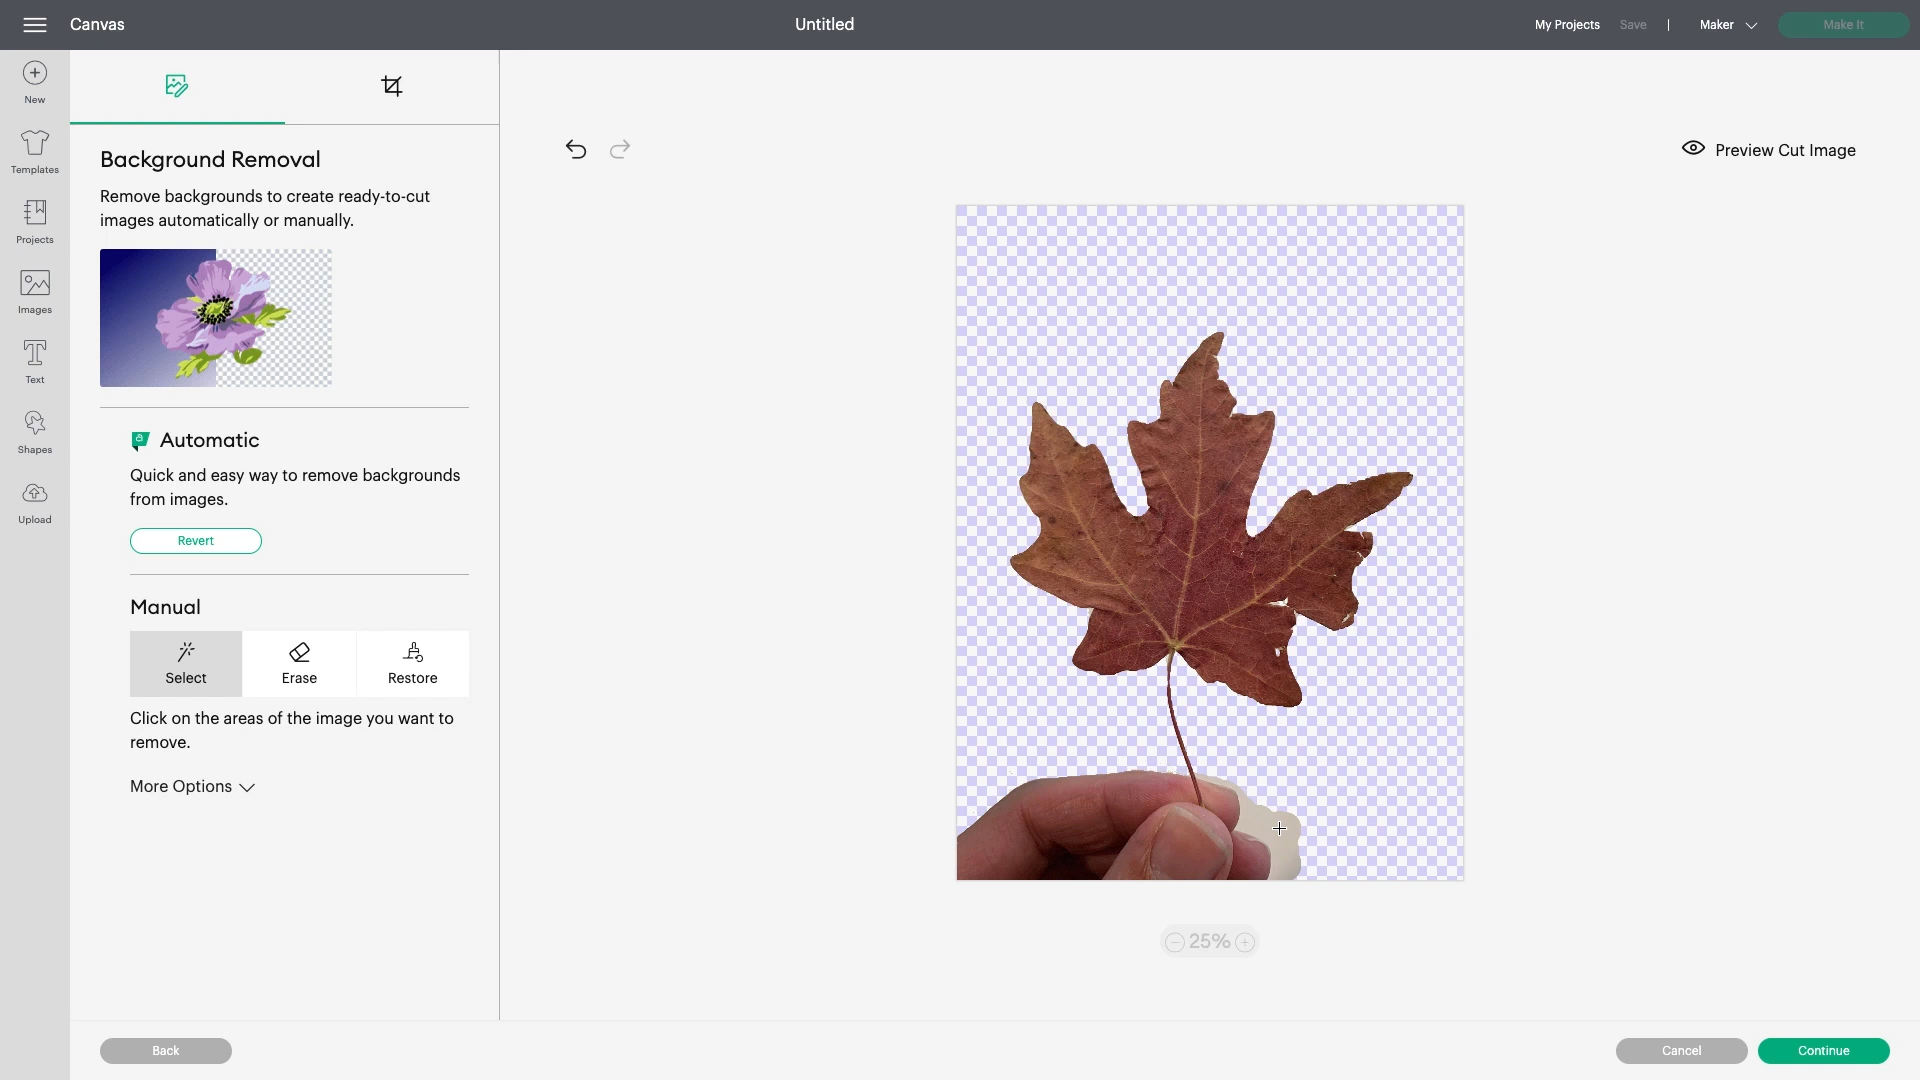 Canvas
Untitled
My Projects
Save
|
Maker
Make It
New
Templates
Projects
Images
Text
Shapes
Upload
Background Removal
Remove backgrounds to create ready-to-cut
images automatically or manually.
Automatic
Quick and easy way to remove backgrounds
from images.
Revert
Manual
Select
Erase
Restore
Click on the areas of the image you want to
remove.
More Options
Preview Cut Image
25%
Back
Cancel
Continue